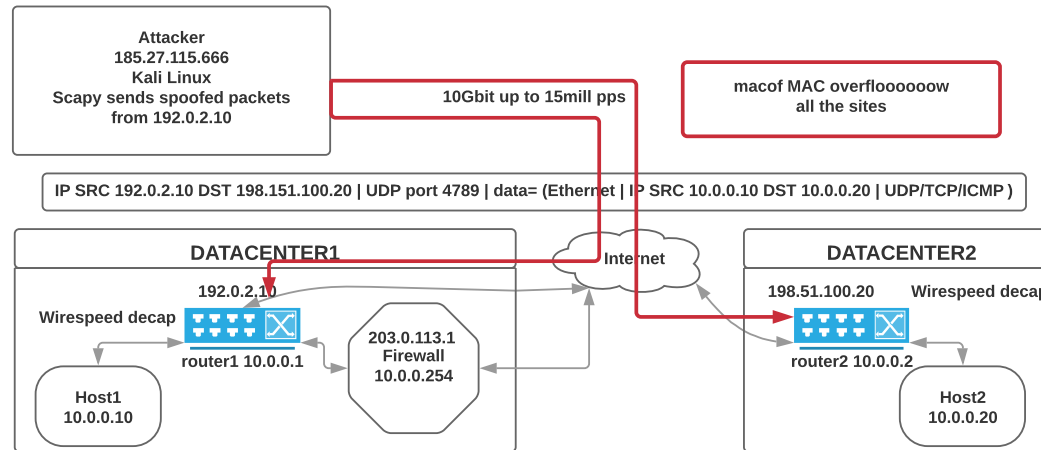 Attacker
185.27.115.666
Kali Linux
Scapy sends spoofed packets
from 192.0.2.10
10Gbit up to 15mill pps
macof MAC overfloooooow
all the sites
IP SRC 192.0.2.10 DST 198.151.100.20 | UDP port 4789 | data= (Ethernet | IP SRC 10.0.0.10 DST 10.0.0.20 | UDP/TCP/ICMP )
DATACENTER1
Internet
DATACENTER2
192.0.2.10
198.51.100.20
Wirespeed decap
Wirespeed decap
203.0.113.1
Firewall
10.0.0.254
router1 10.0.0.1
router2 10.0.0.2
Host1
10.0.0.10
Host2
10.0.0.20